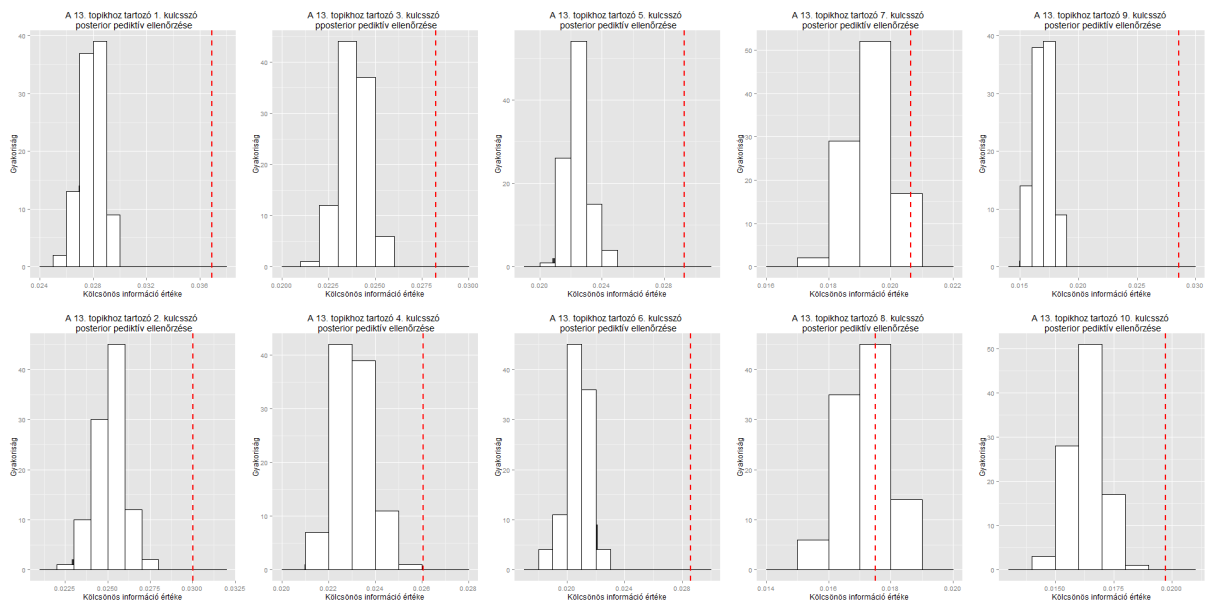 A 13. topikhoz tartozó 1. kulcsszó
posterior pediktív ellenőrzése
40
30
20
10
0
Gyakoriság
0.024
0.028
0.032
0.036
Kölcsönös információ értéke
A 13. topikhoz tartozó 3. kulcsszó
pposterior pediktív ellenőrzése
50
40
30
20
10
0
Gyakoriság
0.0200
0.0225
0.0250
0.0275
0.0300
Kölcsönös információ értéke
A 13. topikhoz tartozó 5. kulcsszó
posterior pediktív ellenőrzése
40
20
0
Gyakoriság
0.020
0.024
0.028
Kölcsönös információ értéke
A 13. topikhoz tartozó 7. kulcsszó
posterior pediktív ellenőrzése
50
40
30
20
10
0
Gyakoriság
0.016
0.018
0.020
0.022
Kölcsönös információ értéke
A 13. topikhoz tartozó 9. kulcsszó
posterior pediktív ellenőrzése
40
30
20
10
0
Gyakoriság
0.015
0.020
0.025
0.030
Kölcsönös információ értéke
A 13. topikhoz tartozó 2. kulcsszó
posterior pediktív ellenőrzése
40
30
20
10
0
Gyakoriság
0.0225
0.0250
0.0275
0.0300
0.0325
Kölcsönös információ értéke
A 13. topikhoz tartozó 4. kulcsszó
posterior pediktív ellenőrzése
40
30
20
10
0
Gyakoriság
0.020
0.022
0.024
0.026
0.028
Kölcsönös információ értéke
A 13. topikhoz tartozó 6. kulcsszó
posterior pediktív ellenőrzése
40
30
20
10
0
Gyakoriság
0.020
0.024
0.028
Kölcsönös információ értéke
A 13. topikhoz tartozó 8. kulcsszó
posterior pediktív ellenőrzése
40
30
20
10
0
Gyakoriság
0.014
0.016
0.018
0.020
Kölcsönös információ értéke
A 13. topikhoz tartozó 10. kulcsszó
posterior pediktív ellenőrzése
50
40
30
20
10
0
Gyakoriság
0.0150
0.0175
0.0200
Kölcsönös információ értéke